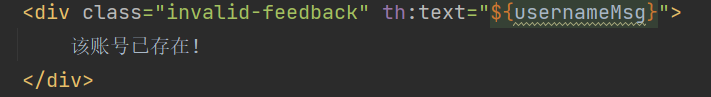 <div class="invalid-feedback" th:text="${usernameMsg}">
该账号已存在!
</div>